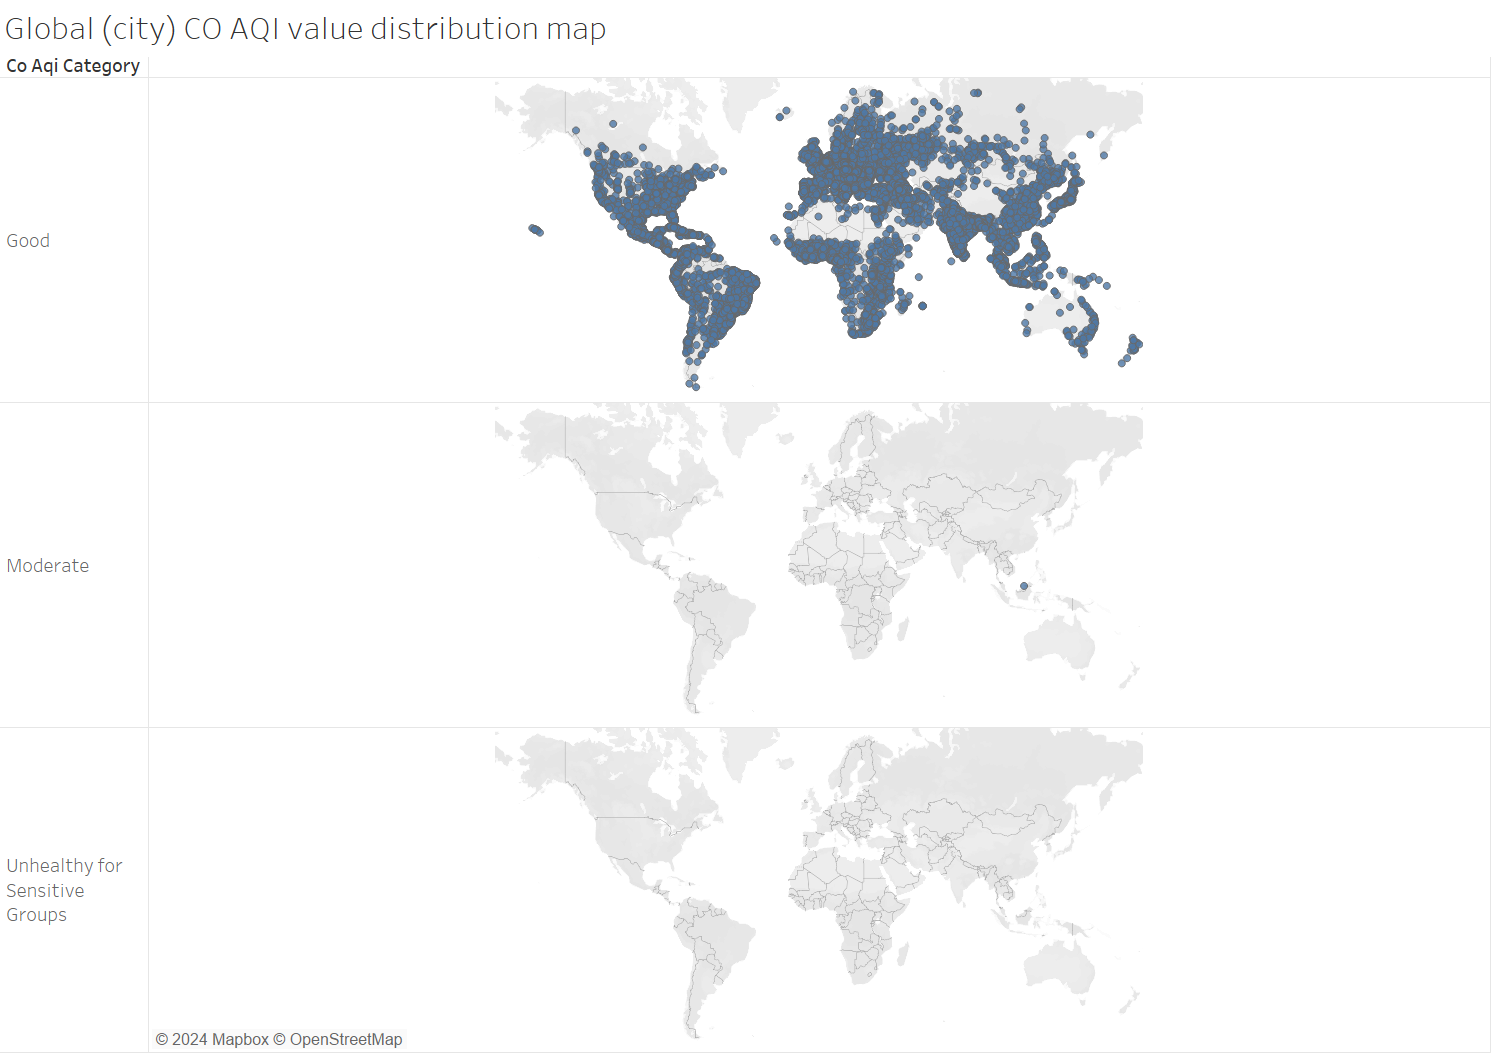 Global (city) CO AQI value distribution map
Co Aqi Category
Good
Moderate
Unhealthy for
Sensitive
Groups
© 2024 Mapbox © OpenStreetMap